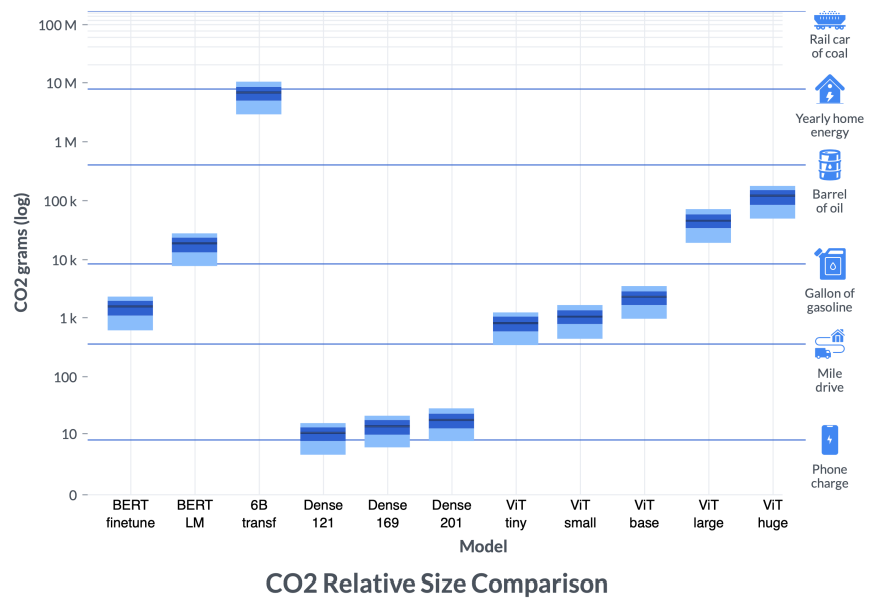 100 M
10 M
1 M
100 k
10 k
1 k
100
10
0
CO2 grams (log)
Rail car
of coal
Yearly home
energy
Barrel
of oil
Gallon of
gasoline
Mile
drive
Phone
charge
BERT
finetune
BERT
LM
6B
transf
Dense
121
Dense
169
Dense
201
ViT
tiny
ViT
small
ViT
base
ViT
large
ViT
huge
Model
CO2 Relative Size Comparison